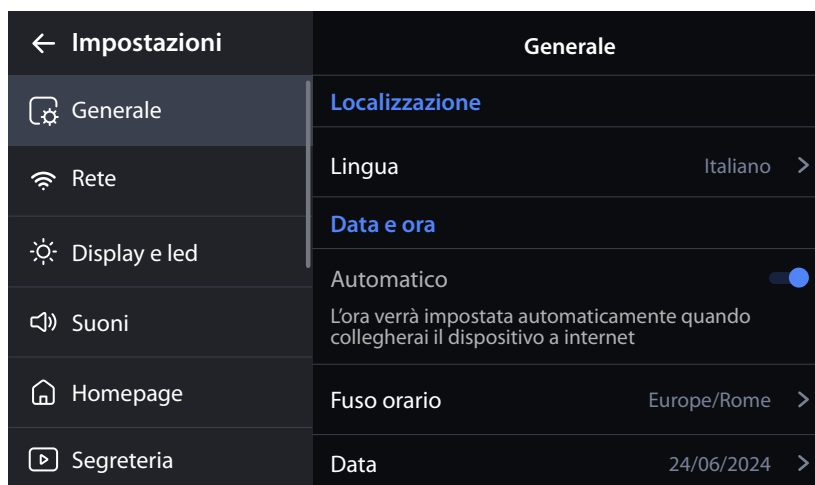 Impostazioni
Generale
Rete
Display e led
Suoni
Homepage
Segreteria
Generale
Localizzazione
Lingua Italiano
Data e ora
Automatico
L'ora verrà impostata automaticamente quando
collegherai il dispositivo a internet
Fuso orario Europe/Rome
Data 24/06/2024